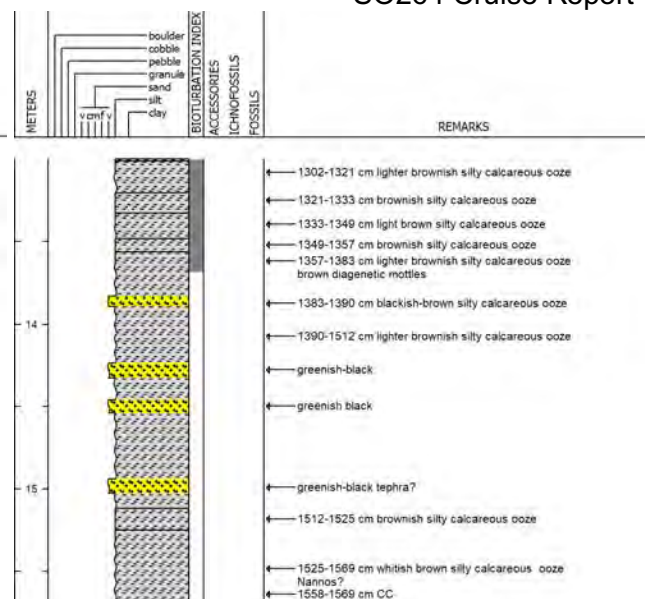 boulder
cobble
pebble
granule
sand
vcmf v
silt
clay
METERS
BIOTURBATION INDEX
ACCESSORIES
ICHNOFOSSILS
FOSSILS
REMARKS
1302-1321 cm lighter brownish silty calcareous ooze
1321-1333 cm brownish silty calcareous ooze
1333-1349 cm light brown silty calcareous ooze
1349-1357 cm brownish silty calcareous ooze
1357-1383 cm lighter brownish silty calcareous ooze
brown diagenetic mottles
1383-1390 cm blackish-brown silty calcareous ooze
14
1390-1512 cm lighter brownish silty calcareous ooze
greenish-black
greenish black
15
greenish-black tephra?
1512-1525 cm brownish silty calcareous ooze
1525-1569 cm whitish brown silty calcareous ooze
Nannos?
1558-1569 cm CC